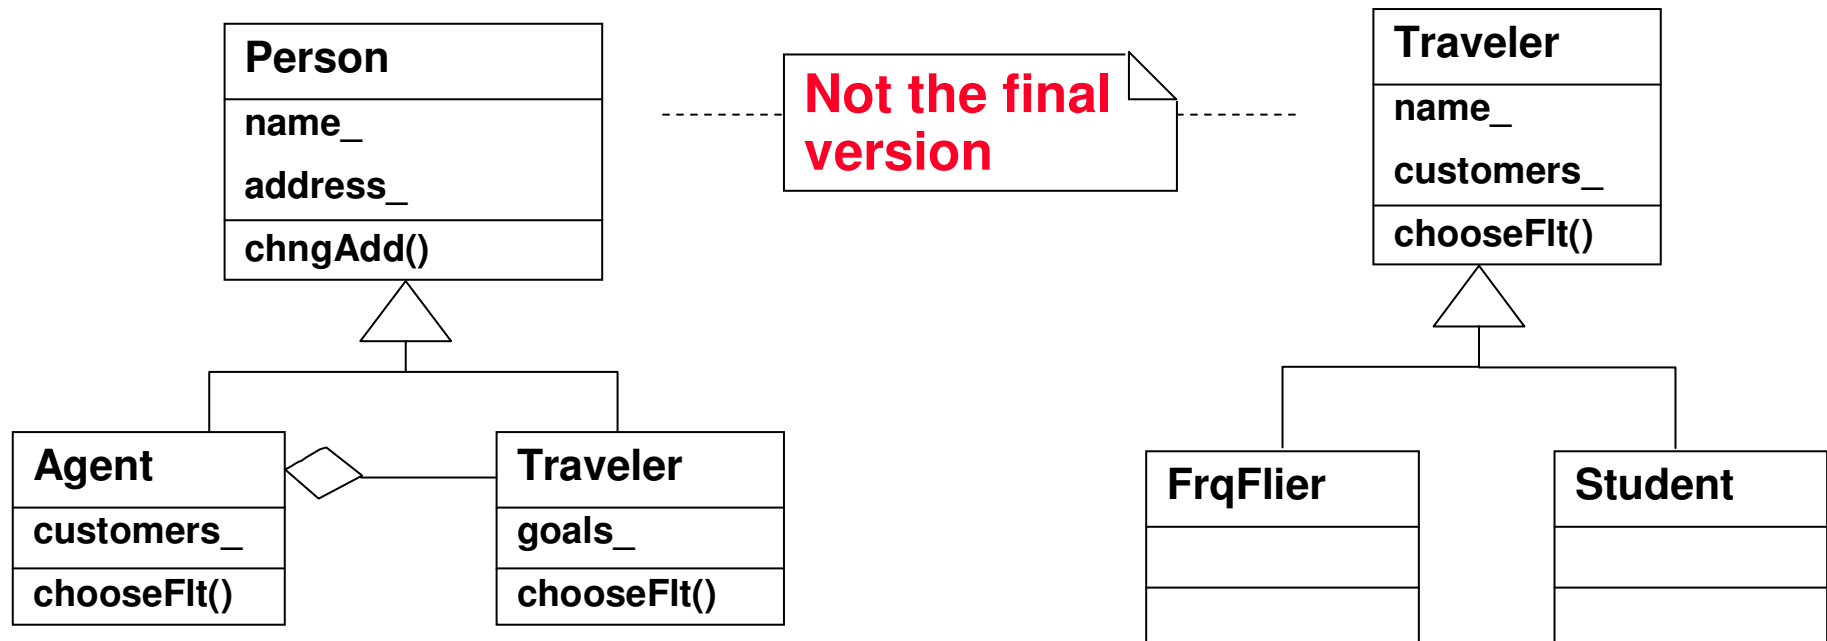 Person
name_
address_
chngAdd()
Not the final
version
Traveler
name_
customers_
chooseFlt()
Agent
customers_
chooseFlt()
Traveler
goals_
chooseFlt()
FrqFlier
Student